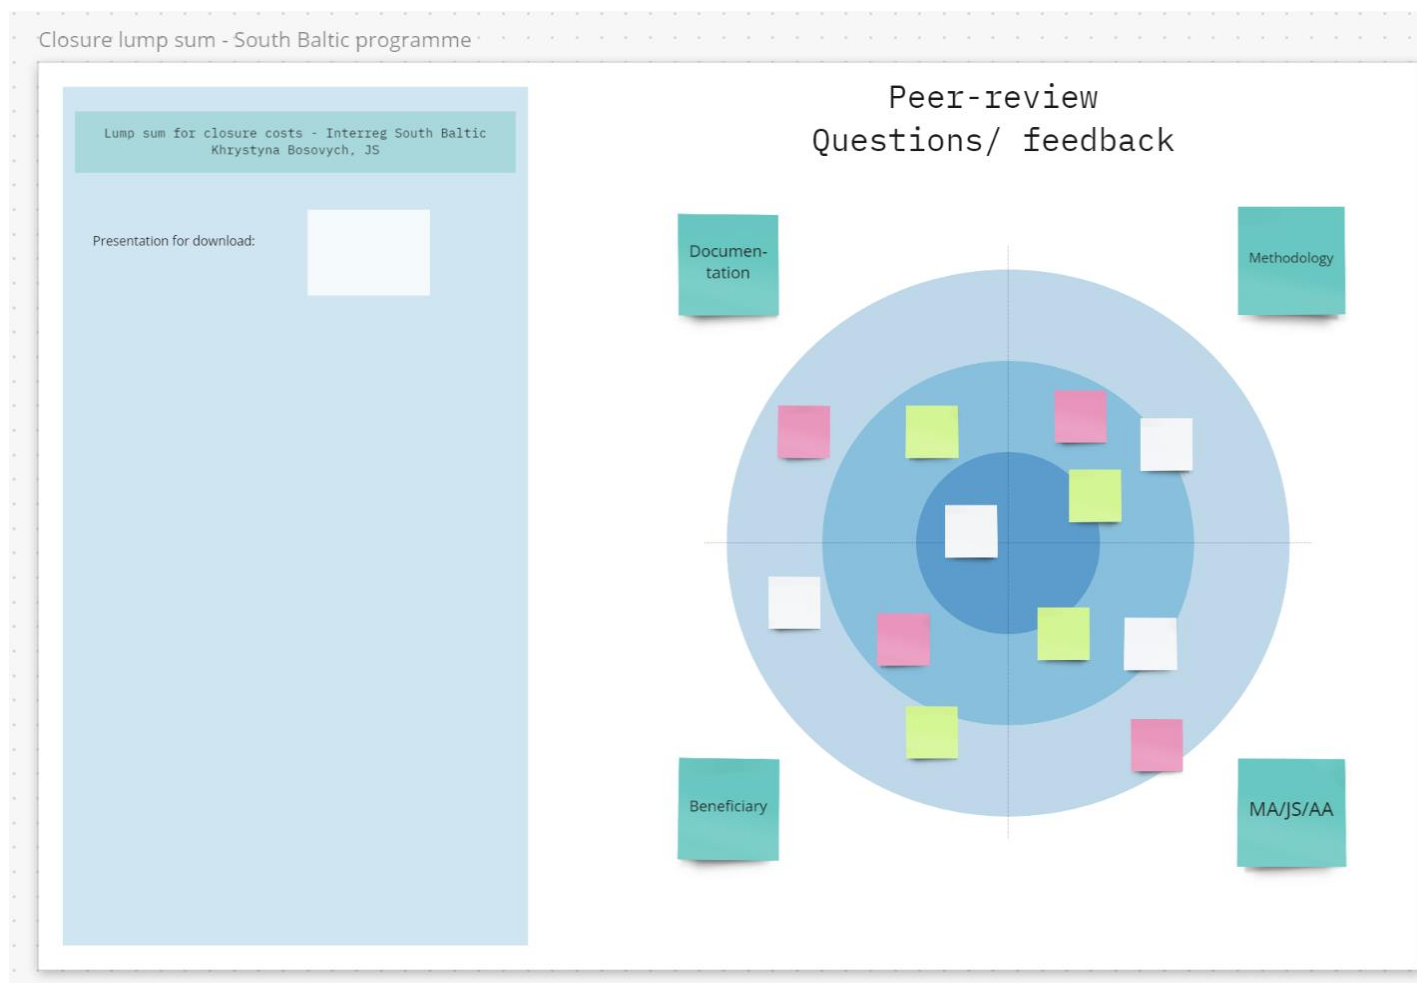 Closure lump sum - South Baltic programme
Lump sum for closure costs - Interreg South Baltic
Khrystyna Bosovych, JS
Presentation for download:
Peer-review
Questions/ feedback
Documen-
tation
Methodology
Beneficiary
MA/JS/AA